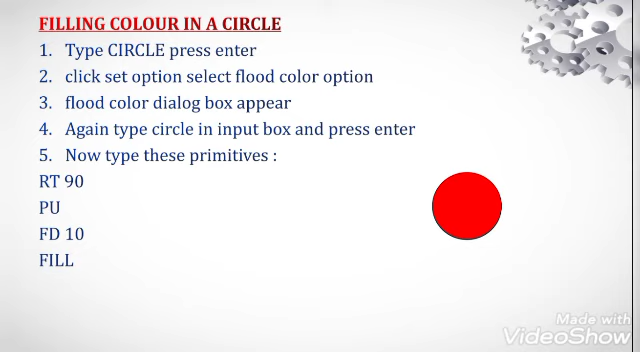 FILLING COLOUR IN A CIRCLE
1. Type CIRCLE press enter
2. click set option select flood color option
3. flood color dialog box appear
4. Again type circle in input box and press enter
5. Now type these primitives :
RT 90
PU
FD 10
FILL
Made with
VideoShow